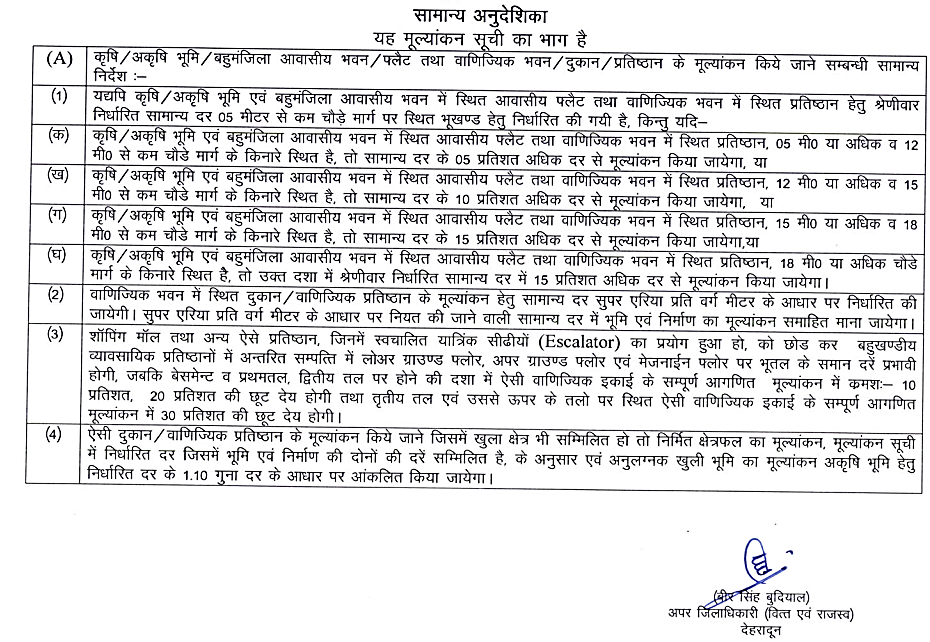 सामान्य अनुदेशिका
यह मूल्यांकन सूची का भाग है
(A) कृषि/अकृषि भूमि/बहुमंजिला आवासीय भवन/फ्लैट तथा वाणिज्यिक भवन/दुकान/प्रतिष्ठान के मूल्यांकन किये जाने सम्बन्धी सामान्य
निर्देश :–
(1) यद्यपि कृषि/अकृषि भूमि एवं बहुमंजिला आवासीय भवन में स्थित आवासीय फ्लैट तथा वाणिज्यिक भवन में स्थित प्रतिष्ठान हेतु श्रेणीवार
निर्धारित सामान्य दर 05 मीटर से कम चौड़े मार्ग पर स्थित भूखण्ड हेतु निर्धारित की गयी है, किन्तु यदि–
(क) कृषि/अकृषि भूमि एवं बहुमंजिला आवासीय भवन में स्थित आवासीय फ्लैट तथा वाणिज्यिक भवन में स्थित प्रतिष्ठान, 05 मी0 या अधिक व 12
मी0 से कम चौडे मार्ग के किनारे स्थित है, तो सामान्य दर के 05 प्रतिशत अधिक दर से मूल्यांकन किया जायेगा, या
(ख) कृषि/अकृषि भूमि एवं बहुमंजिला आवासीय भवन में स्थित आवासीय फ्लैट तथा वाणिज्यिक भवन में स्थित प्रतिष्ठान, 12 मी0 या अधिक व 15
मी0 से कम चौडे मार्ग के किनारे स्थित है, तो सामान्य दर के 10 प्रतिशत अधिक दर से मूल्यांकन किया जायेगा, या
(ग) कृषि/अकृषि भूमि एवं बहुमंजिला आवासीय भवन में स्थित आवासीय फ्लैट तथा वाणिज्यिक भवन में स्थित प्रतिष्ठान, 15 मी0 या अधिक व 18
मी0 से कम चौडे मार्ग के किनारे स्थित है, तो सामान्य दर के 15 प्रतिशत अधिक दर से मूल्यांकन किया जायेगा,या
(घ) कृषि/अकृषि भूमि एवं बहुमंजिला आवासीय भवन में स्थित आवासीय फ्लैट तथा वाणिज्यिक भवन में स्थित प्रतिष्ठान, 18 मी0 या अधिक चौडे
मार्ग के किनारे स्थित है, तो उक्त दशा में श्रेणीवार निर्धारित सामान्य दर में 15 प्रतिशत अधिक दर से मूल्यांकन किया जायेगा।
(2) वाणिज्यिक भवन में स्थित दुकान/वाणिज्यिक प्रतिष्ठान के मूल्यांकन हेतु सामान्य दर सुपर एरिया प्रति वर्ग मीटर के आधार पर निर्धारित की
जायेगी। सुपर एरिया प्रति वर्ग मीटर के आधार पर नियत की जाने वाली सामान्य दर में भूमि एवं निर्माण का मूल्यांकन समाहित माना जायेगा।
(3) शॉपिंग मॉल तथा अन्य ऐसे प्रतिष्ठान, जिनमें स्वचालित यात्रिंक सीढीयों (Escalator) का प्रयोग हुआ हो, को छोड कर बहुखण्डीय
व्यावसायिक प्रतिष्ठानों में अन्तरित सम्पत्ति में लोअर ग्राउण्ड फ्लोर, अपर ग्राउण्ड फ्लोर एवं मेजनाईन फ्लोर पर भूतल के समान दरें प्रभावी
होगी, जबकि बेसमेन्ट व प्रथमतल, द्वितीय तल पर होने की दशा में ऐसी वाणिज्यिक इकाई के सम्पूर्ण आगणित मूल्यांकन में कमशः– 10
प्रतिशत, 20 प्रतिशत की छूट देय होगी तथा तृतीय तल एवं उससे ऊपर के तलो पर स्थित ऐसी वाणिज्यिक इकाई के सम्पूर्ण आगणित
मूल्यांकन में 30 प्रतिशत की छूट देय होगी।
(4) ऐसी दुकान/वाणिज्यिक प्रतिष्ठान के मूल्यांकन किये जाने जिसमें खुला क्षेत्र भी सम्मिलित हो तो निर्मित क्षेत्रफल का मूल्यांकन, मूल्यांकन सूची
में निर्धारित दर जिसमें भूमि एवं निर्माण की दोनों की दरें सम्मिलित है, के अनुसार एवं अनुलग्नक खुली भूमि का मूल्यांकन अकृषि भूमि हेतु
निर्धारित दर के 1.10 गुना दर के आधार पर आंकलित किया जायेगा।
(बीर सिंह बुदियाल)
अपर जिलाधिकारी (वित्त एवं राजस्व)
देहरादून